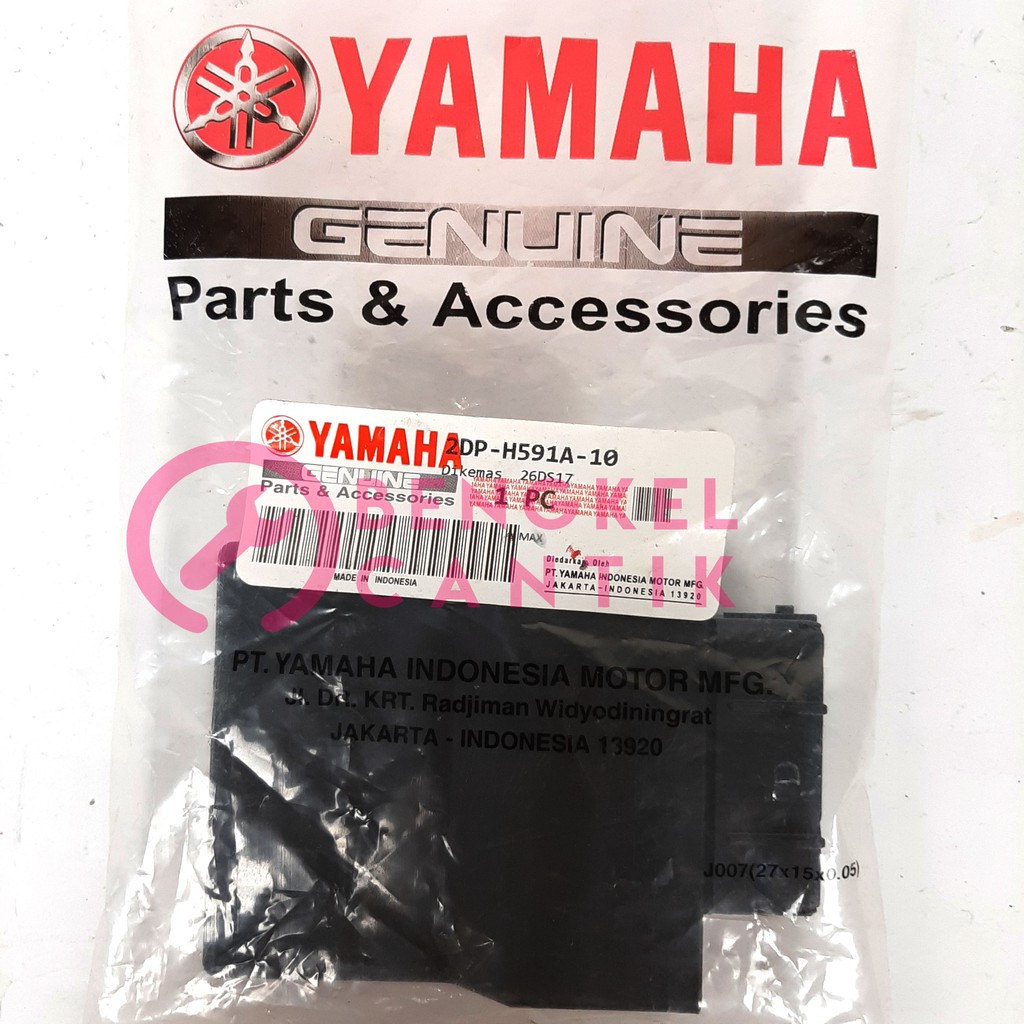 YAMAHA
GENUINE
Parts & Accessories
YAMAHA
2DP-H591A-10
GENUINE
Dikemas 26DS17
Parts & Accessories
1 PC
BENGKEL
CANTIK
MAX
Diedarkan Oleh
PT. YAMAHA INDONESIA MOTOR MFG.
JAKARTA-INDONESIA 13920
MADE IN INDONESIA
PT. YAMAHA INDONESIA MOTOR MFG.
Jl. DR. KRT. Radjiman Widyodiningrat
JAKARTA - INDONESIA 13920
J007(27x15x0.05)